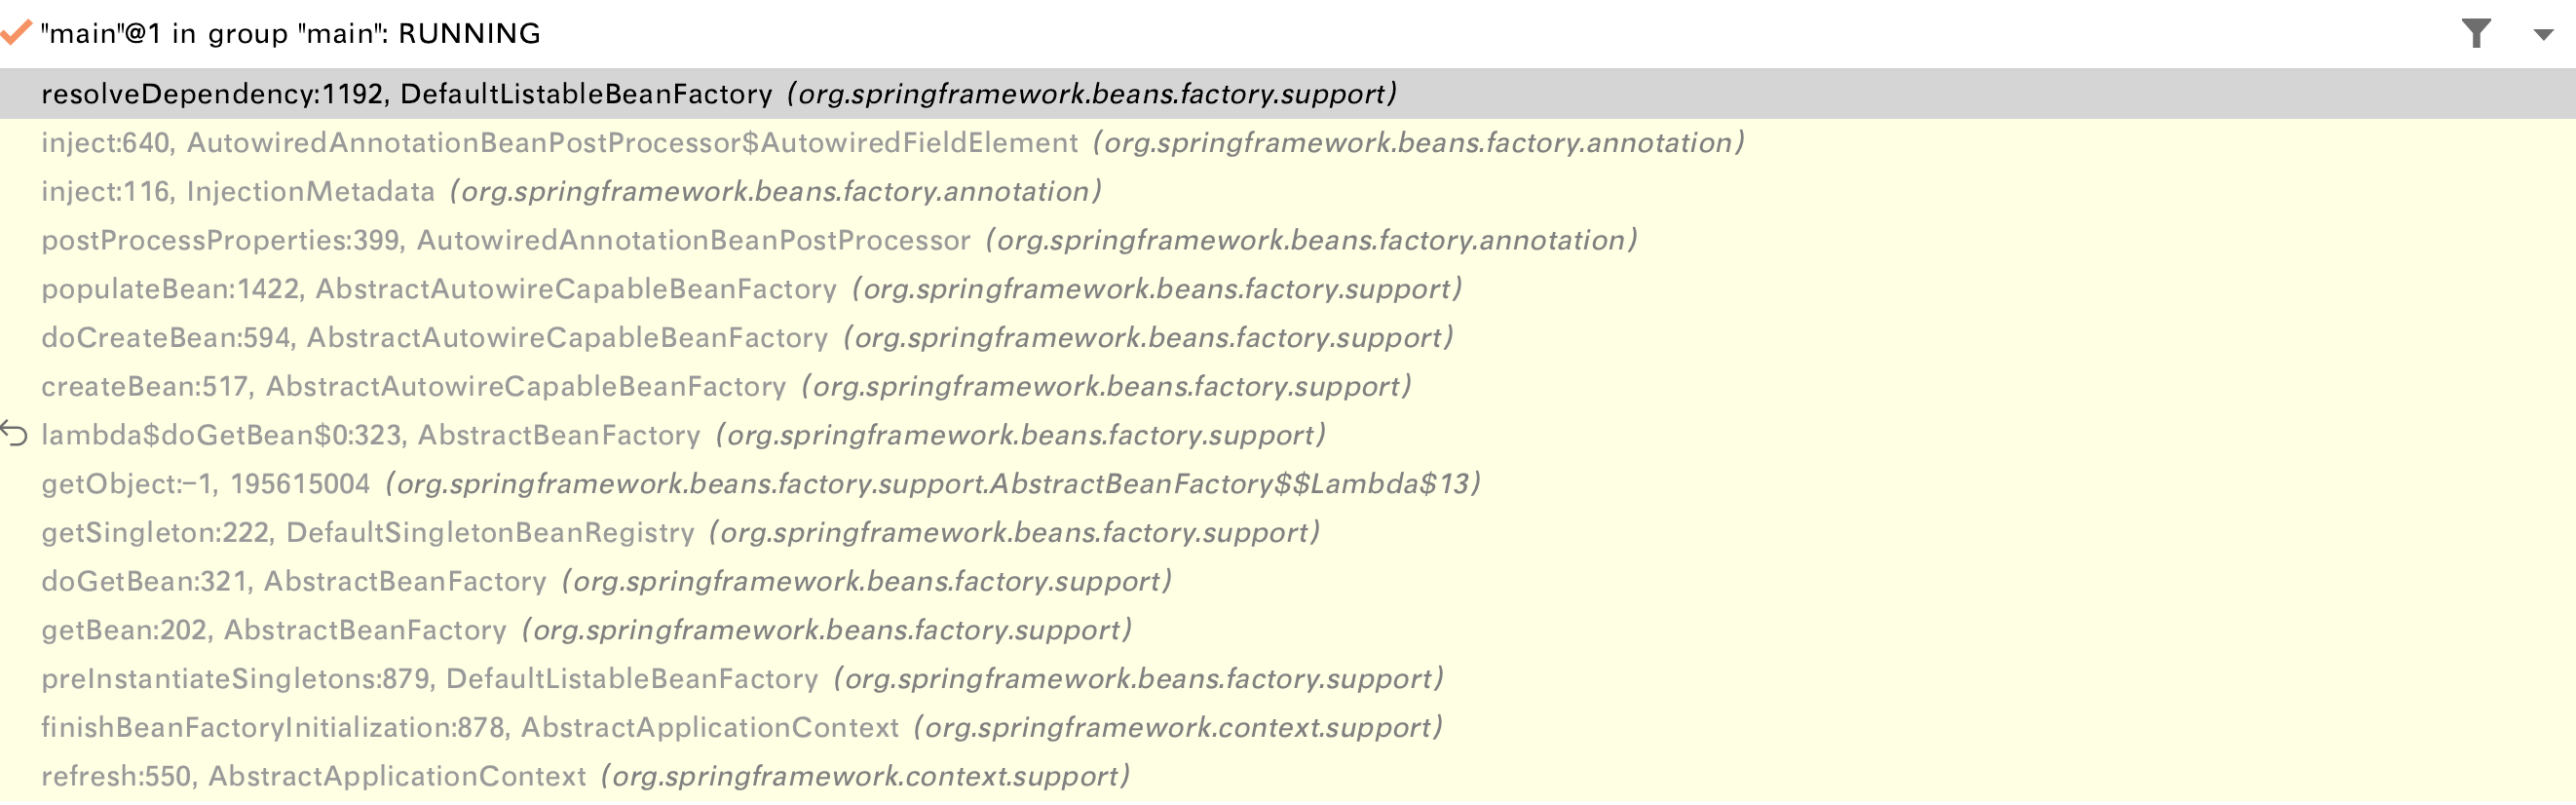 "main"@1 in group "main": RUNNING
resolveDependency:1192, DefaultListableBeanFactory (org.springframework.beans.factory.support)
inject:640, AutowiredAnnotationBeanPostProcessor$AutowiredFieldElement (org.springframework.beans.factory.annotation)
inject:116, InjectionMetadata (org.springframework.beans.factory.annotation)
postProcessProperties:399, AutowiredAnnotationBeanPostProcessor (org.springframework.beans.factory.annotation)
populateBean:1422, AbstractAutowireCapableBeanFactory (org.springframework.beans.factory.support)
doCreateBean:594, AbstractAutowireCapableBeanFactory (org.springframework.beans.factory.support)
createBean:517, AbstractAutowireCapableBeanFactory (org.springframework.beans.factory.support)
lambda$doGetBean$0:323, AbstractBeanFactory (org.springframework.beans.factory.support)
getObject:-1, 195615004 (org.springframework.beans.factory.support.AbstractBeanFactory$$Lambda$13)
getSingleton:222, DefaultSingletonBeanRegistry (org.springframework.beans.factory.support)
doGetBean:321, AbstractBeanFactory (org.springframework.beans.factory.support)
getBean:202, AbstractBeanFactory (org.springframework.beans.factory.support)
preInstantiateSingletons:879, DefaultListableBeanFactory (org.springframework.beans.factory.support)
finishBeanFactoryInitialization:878, AbstractApplicationContext (org.springframework.context.support)
refresh:550, AbstractApplicationContext (org.springframework.context.support)